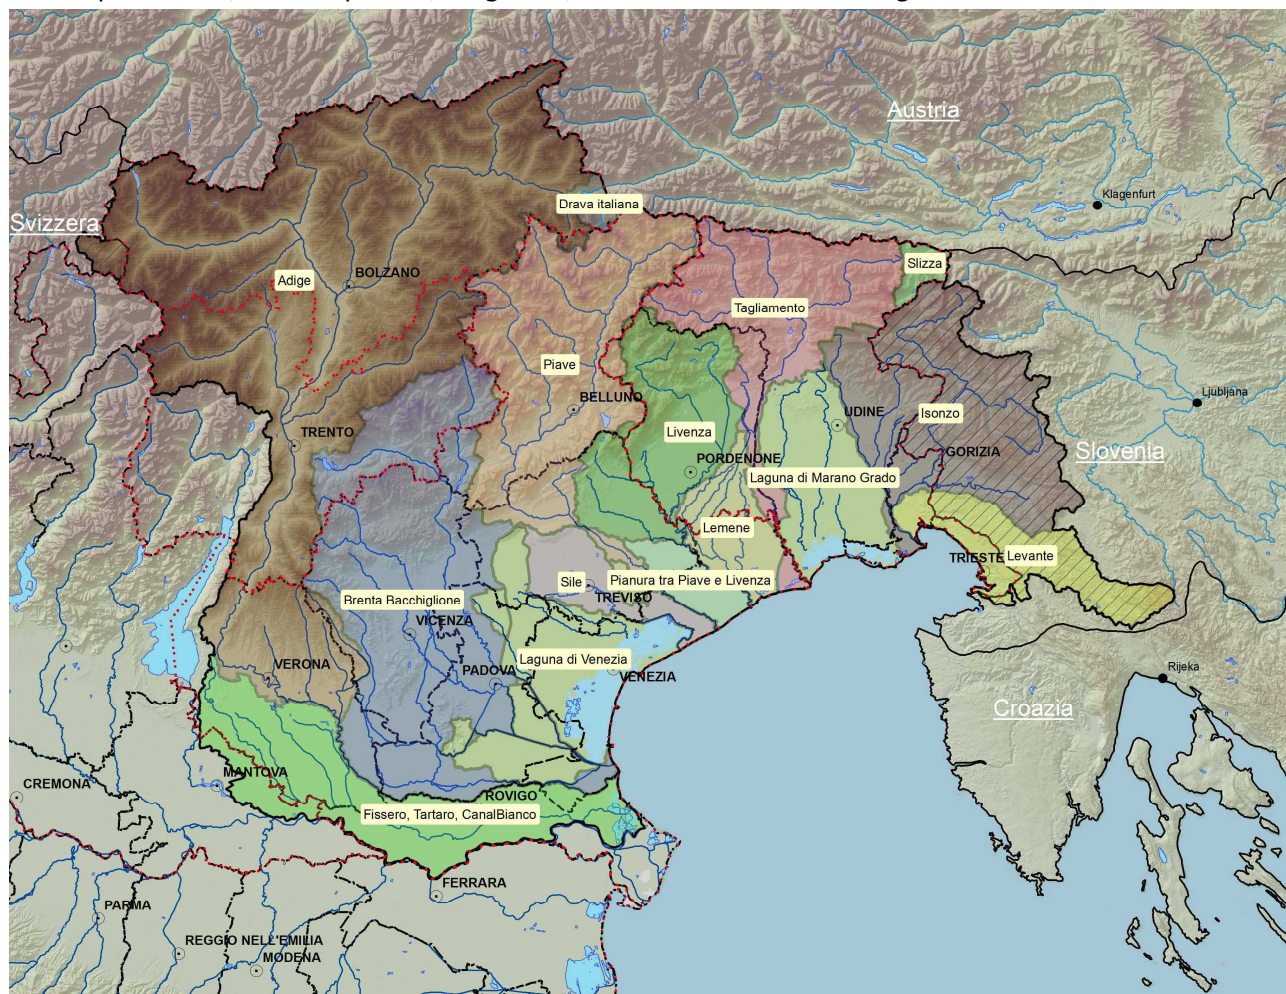 Austria
Klagenfurt
Drava italiana
Svizzera
Slizza
BOLZANO
Adige
Tagliamento
Piave
BELLUNO
Ljubljana
UDINE
Isonzo
TRENTO
Livenza
GORIZIA
Slovenia
PORDENONE
Laguna di Marano Grado
Lemene
TRIESTE
Levante
Sile
Pianura tra Piave e Livenza
TREVISO
Brenta Bacchiglione
VICENZA
Laguna di Venezia
VERONA
PADOVA
VENEZIA
Rijeka
Croazia
MANTOVA
CREMONA
ROVIGO
Fissero, Tartaro, CanalBianco
FERRARA
PARMA
REGGIO NELL'EMILIA
MODENA